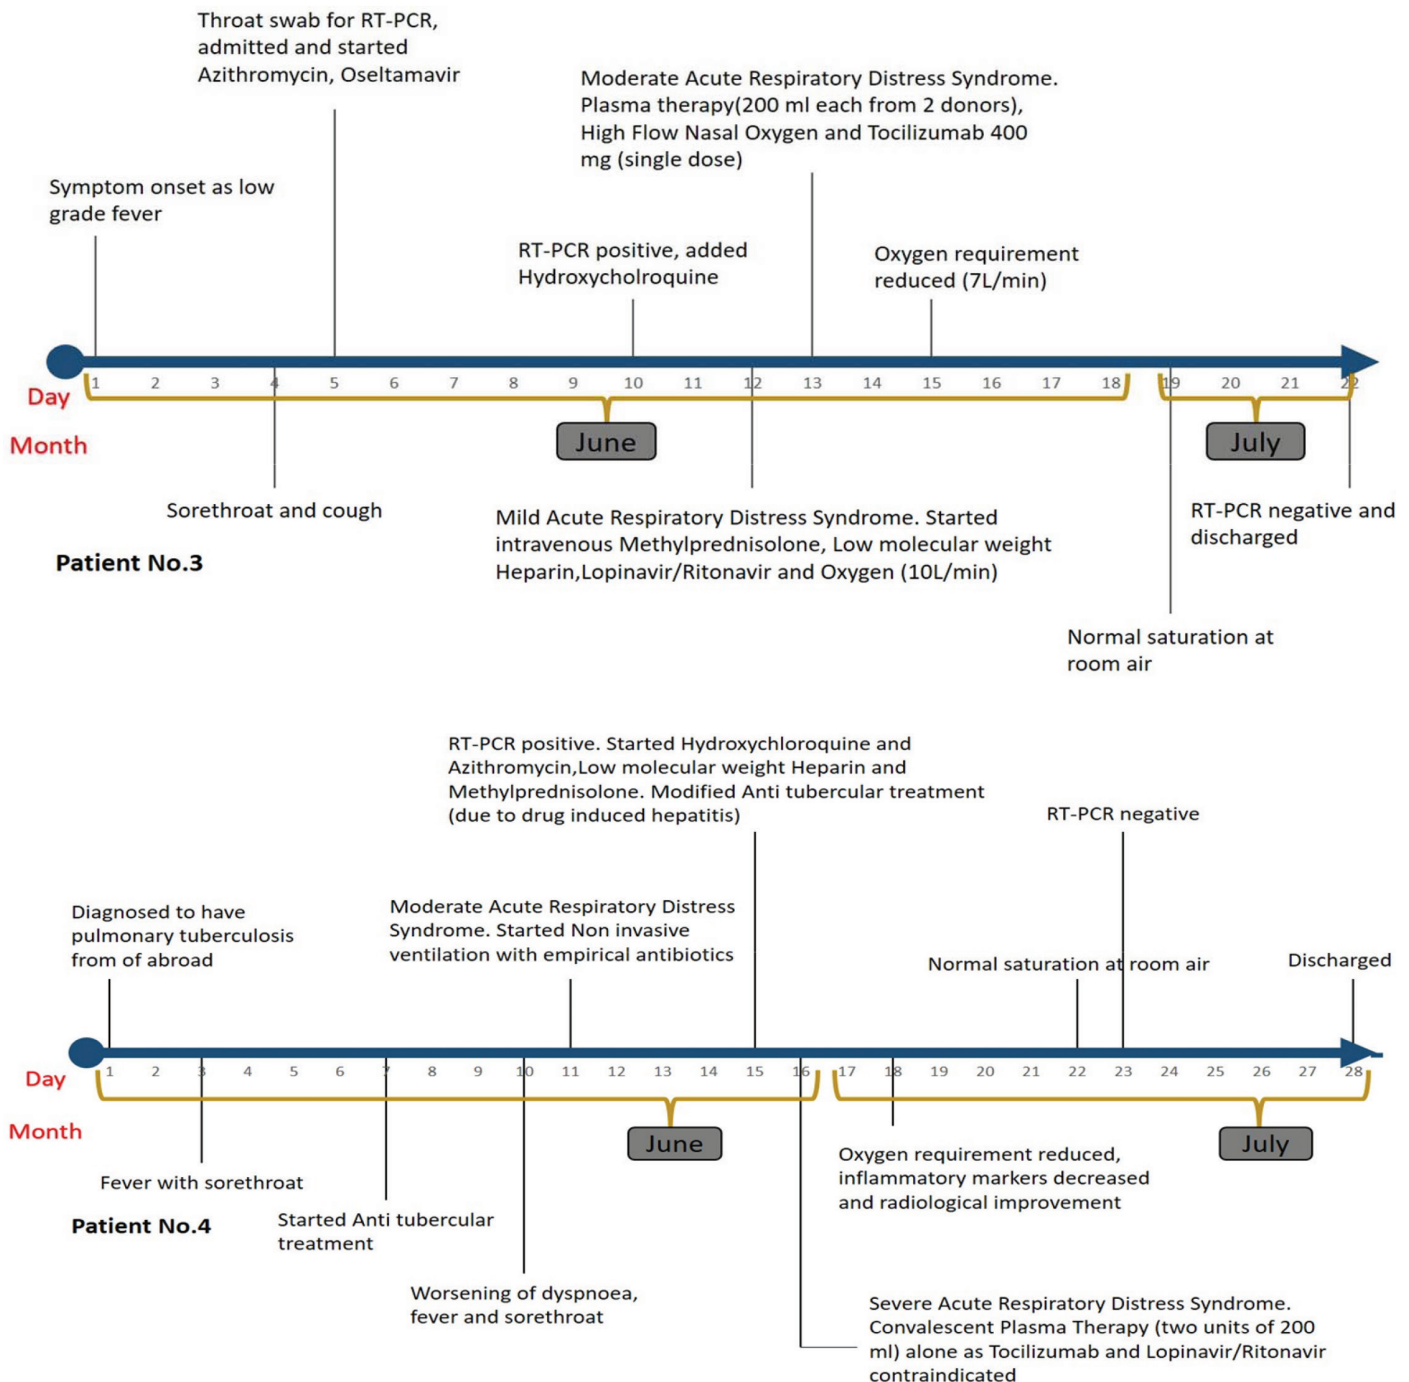 Throat swab for RT-PCR,
admitted and started
Azithromycin, Oseltamavir
Moderate Acute Respiratory Distress Syndrome.
Plasma therapy(200 ml each from 2 donors),
High Flow Nasal Oxygen and Tocilizumab 400
mg (single dose)
Symptom onset as low
grade fever
RT-PCR positive, added
Hydroxycholroquine
Oxygen requirement
reduced (7L/min)
1 2 3 4 5 6 7 8 9 10 11 12 13 14 15 16 17 18 19 20 21 22
Day
Month
June
July
Sorethroat and cough
Mild Acute Respiratory Distress Syndrome. Started
intravenous Methylprednisolone, Low molecular weight
Heparin,Lopinavir/Ritonavir and Oxygen (10L/min)
RT-PCR negative and
discharged
Patient No.3
Normal saturation at
room air
RT-PCR positive. Started Hydroxychloroquine and
Azithromycin,Low molecular weight Heparin and
Methylprednisolone. Modified Anti tubercular treatment
(due to drug induced hepatitis)
RT-PCR negative
Diagnosed to have
pulmonary tuberculosis
from of abroad
Moderate Acute Respiratory Distress
Syndrome. Started Non invasive
ventilation with empirical antibiotics
Normal saturation at room air
Discharged
1 2 3 4 5 6 7 8 9 10 11 12 13 14 15 16 17 18 19 20 21 22 23 24 25 26 27 28
Day
Month
June
July
Fever with sorethroat
Patient No.4
Started Anti tubercular
treatment
Worsening of dyspnoea,
fever and sorethroat
Oxygen requirement reduced,
inflammatory markers decreased
and radiological improvement
Severe Acute Respiratory Distress Syndrome.
Convalescent Plasma Therapy (two units of 200
ml) alone as Tocilizumab and Lopinavir/Ritonavir
contraindicated